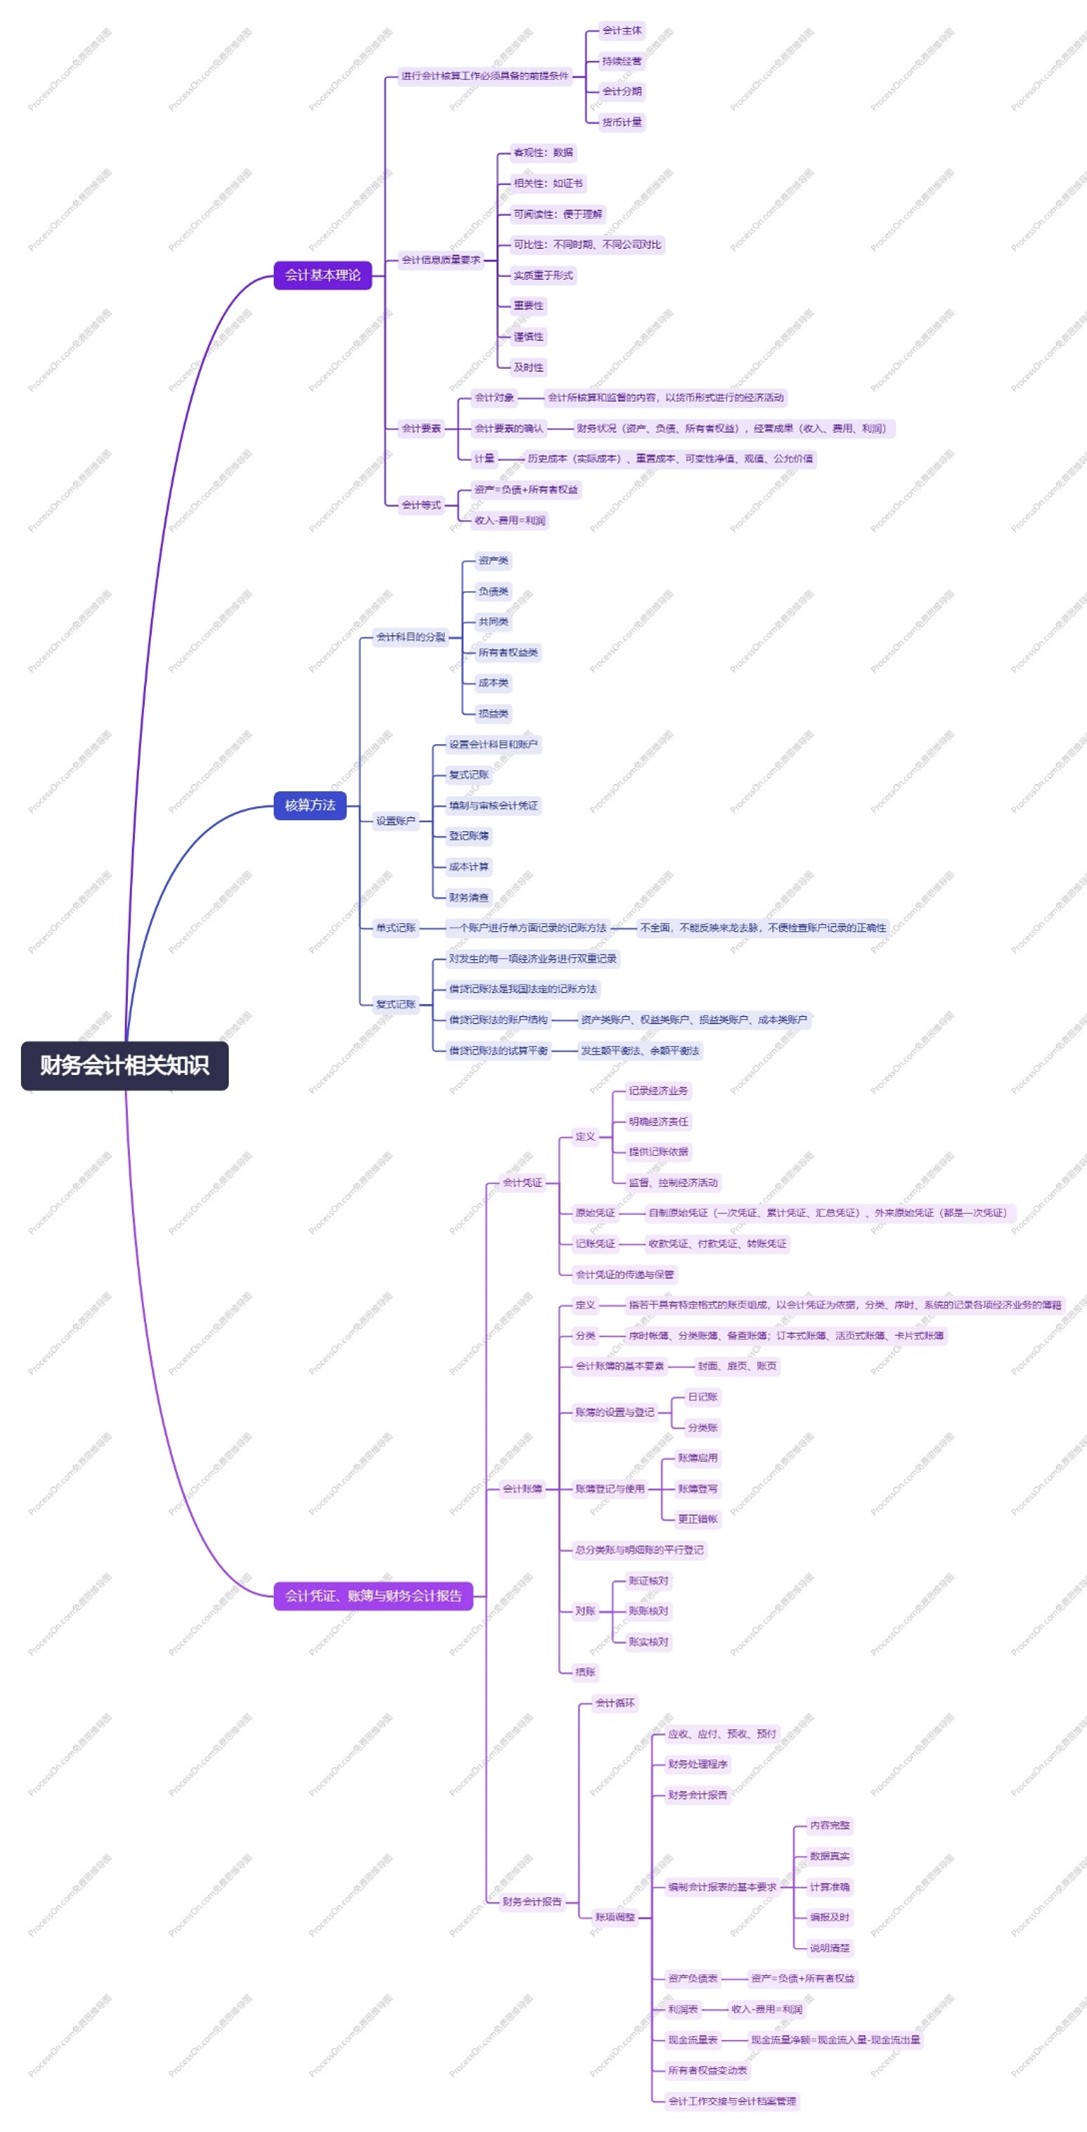 财务会计相关知识
会计基本理论
进行会计核算工作必须具备的前提条件
会计主体
持续经营
会计分期
货币计量
会计信息质量要求
客观性：数据
相关性：如证书
可阅读性：便于理解
可比性：不同时期、不同公司对比
实质重于形式
重要性
谨慎性
及时性
会计要素
会计对象
会计所核算和监督的内容，以货币形式进行的经济活动
会计要素的确认
财务状况（资产、负债、所有者权益），经营成果（收入、费用、利润）
计量
历史成本（实际成本）、重置成本、可变性净值、观值、公允价值
会计等式
资产=负债+所有者权益
收入-费用=利润
核算方法
会计科目的分裂
资产类
负债类
共同类
所有者权益类
成本类
损益类
设置账户
设置会计科目和账户
复式记账
填制与审核会计凭证
登记账簿
成本计算
财务清查
单式记账
一个账户进行单方面记录的记账方法
不全面，不能反映来龙去脉，不便检查账户记录的正确性
复式记账
对发生的每一项经济业务进行双重记录
借贷记账法是我国法定的记账方法
借贷记账法的账户结构
资产类账户、权益类账户、损益类账户、成本类账户
借贷记账法的试算平衡
发生额平衡法、余额平衡法
会计凭证、账簿与财务会计报告
会计凭证
定义
记录经济业务
明确经济责任
提供记账依据
监督、控制经济活动
原始凭证
自制原始凭证（一次凭证、累计凭证、汇总凭证）、外来原始凭证（都是一次凭证）
记账凭证
收款凭证、付款凭证、转账凭证
会计凭证的传递与保管
会计账簿
定义
指若干具有特定格式的账页组成，以会计凭证为依据，分类、序时、系统的记录各项经济业务的簿籍
分类
序时帐簿、分类账簿、备查账簿；订本式账簿、活页式账簿、卡片式账簿
会计账簿的基本要素
封面、扉页、账页
账簿的设置与登记
日记账
分类账
账簿登记与使用
账簿启用
账簿登写
更正错帐
总分类账与明细账的平行登记
对账
账证核对
账账核对
账实核对
结账
财务会计报告
会计循环
账项调整
应收、应付、预收、预付
财务处理程序
财务会计报告
编制会计报表的基本要求
内容完整
数据真实
计算准确
编报及时
说明清楚
资产负债表
资产=负债+所有者权益
利润表
收入-费用=利润
现金流量表
现金流量净额=现金流入量-现金流出量
所有者权益变动表
会计工作交接与会计档案管理
ProcessOn.com免费思维导图